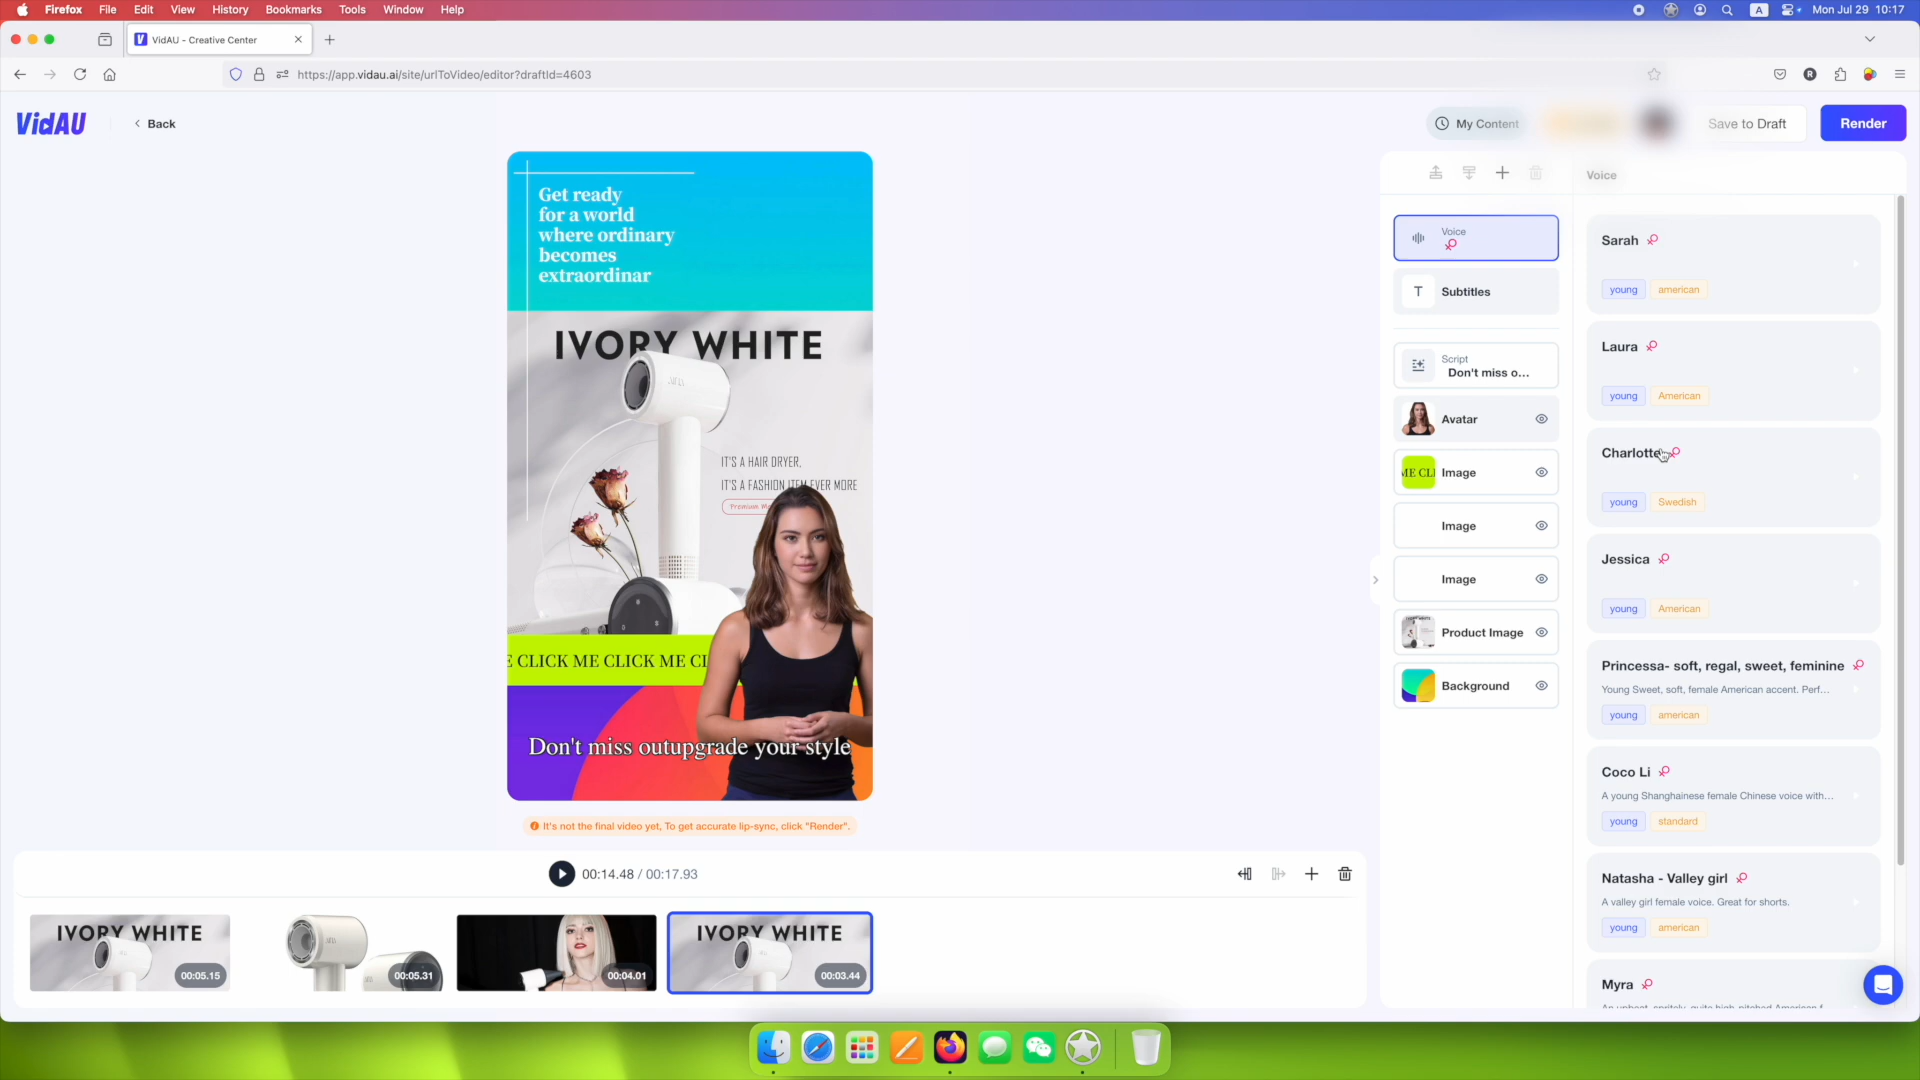 Firefox File Edit View History Bookmarks Tools Window Help
A
Mon Jul 29 10:17
VidAU - Creative Center
https://app.vidau.ai/site/urlToVideo/editor?draftId=4603
R
VidAU
Back
My Content
Save to Draft
Render
Get ready
for a world
where ordinary
becomes
extraordinar
IVORY WHITE
IT'S A HAIR DRYER,
IT'S A FASHION ITEM EVER MORE
E CLICK ME CLICK ME CL
Don't miss outupgrade your style
It's not the final video yet, To get accurate lip-sync, click "Render".
00:14.48 / 00:17.93
IVORY WHITE
00:05.15
00:05.31
00:04.01
IVORY WHITE
00:03.44
Voice
T
Subtitles
Script
Don't miss o...
Avatar
ME CLI
Image
Image
Image
Product Image
Background
Voice
Sarah
young american
Laura
young American
Charlotte
young Swedish
Jessica
young American
Princessa- soft, regal, sweet, feminine
Young Sweet, soft, female American accent. Perf...
young american
Coco Li
A young Shanghainese female Chinese voice with...
young standard
Natasha - Valley girl
A valley girl female voice. Great for shorts.
young american
Myra